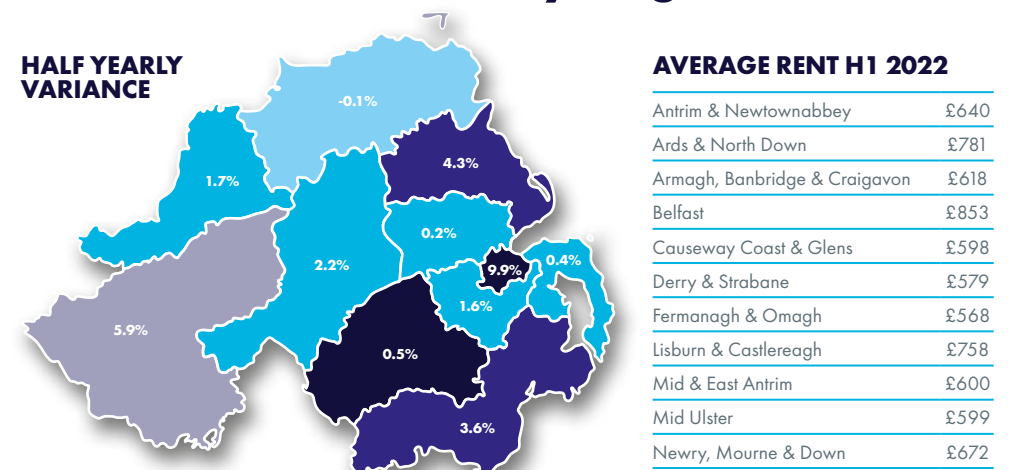 HALF YEARLY
VARIANCE
-0.1%
4.3%
1.7%
0.2%
9.9%
0.4%
2.2%
1.6%
5.9%
0.5%
3.6%
AVERAGE RENT H1 2022
Antrim & Newtownabbey £640
Ards & North Down £781
Armagh, Banbridge & Craigavon £618
Belfast £853
Causeway Coast & Glens £598
Derry & Strabane £579
Fermanagh & Omagh £568
Lisburn & Castlereagh £758
Mid & East Antrim £600
Mid Ulster £599
Newry, Mourne & Down £672